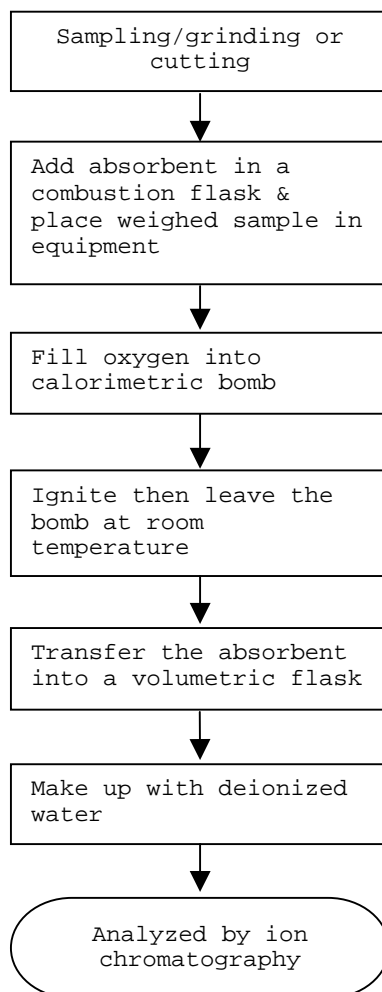 Sampling/grinding or
cutting
Add absorbent in a
combustion flask &
place weighed sample in
equipment
Fill oxygen into
calorimetric bomb
Ignite then leave the
bomb at room
temperature
Transfer the absorbent
into a volumetric flask
Make up with deionized
water
Analyzed by ion
chromatography